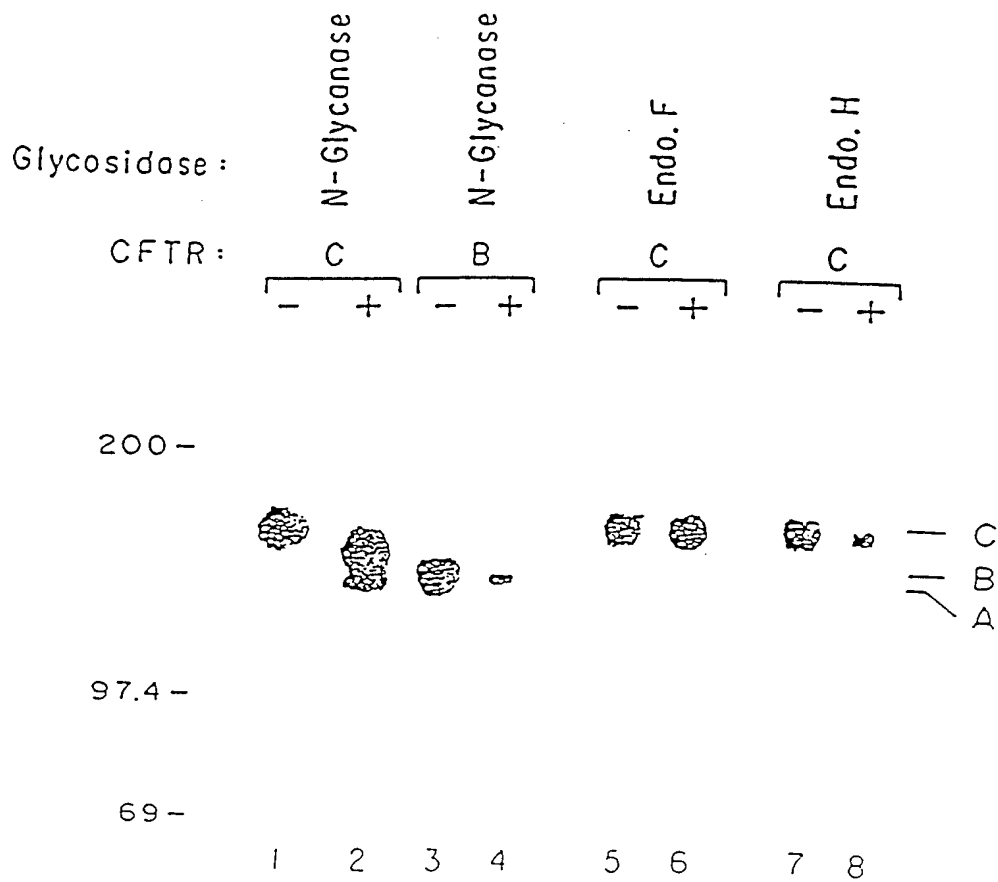 Glycosidase: N-Glycanase N-Glycanase Endo. F Endo. H
CFTR: C B C C
- + - + - + - +
200-
C
B
A
97.4-
69-
1 2 3 4 5 6 7 8